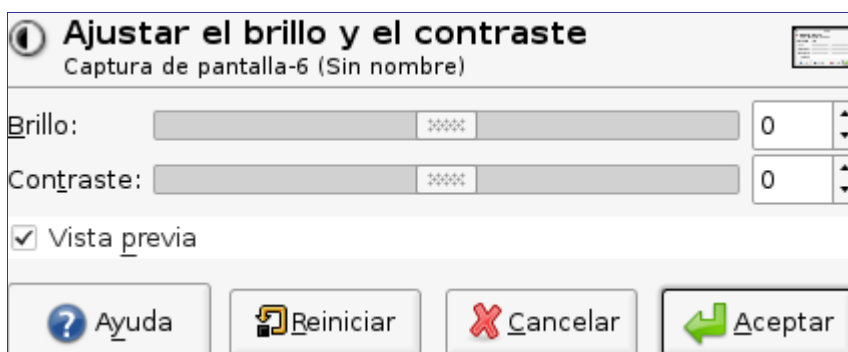 Ajustar el brillo y el contraste
Captura de pantalla-6 (Sin nombre)
Brillo: 0
Contraste: 0
Vista previa
Ayuda Reiniciar Cancelar Aceptar